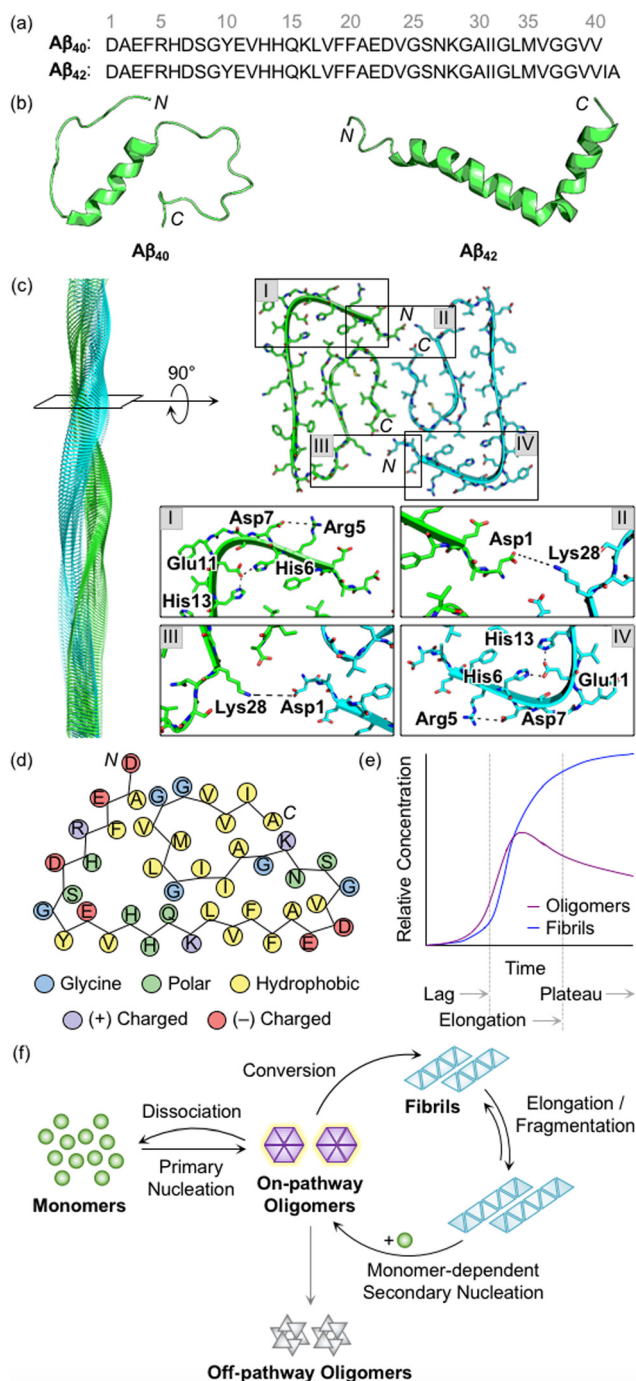 (a) 1 5 10 15 20 25 30 35 40
Aβ40: DAEFRHDSGYEVHHQKLVFFAEDVGSNKGAIIGLMVGGVV
Aβ42: DAEFRHDSGYEVHHQKLVFFAEDVGSNKGAIIGLMVGGVVIA
(b)
N
C
Aβ40
N
C
Aβ42
(c)
90°
I
N
II
C
C
III
N
IV
I
Asp7
Arg5
Glu11
His6
His13
II
Asp1
Lys28
III
Lys28
Asp1
IV
His13
His6
Glu11
Arg5
Asp7
(d)
N D
E A G G V V I
R F V V A C
D H M A K
S L I I G N S
G E H Q L F A V G
Y V H K V F E D
Glycine Polar Hydrophobic
(+) Charged (–) Charged
(e)
Relative Concentration
Oligomers
Fibrils
Time
Lag
Plateau
Elongation
(f)
Conversion
Fibrils
Dissociation
Elongation /
Fragmentation
Primary
Nucleation
Monomers
On-pathway
Oligomers
+
Monomer-dependent
Secondary Nucleation
Off-pathway Oligomers